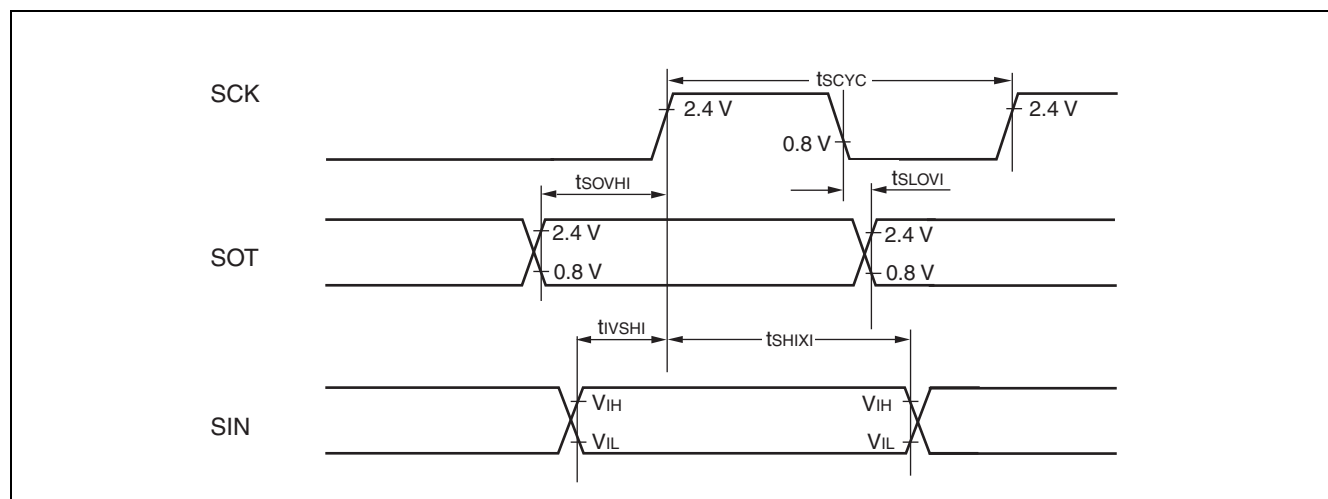 SCK
tSCYC
2.4 V
0.8 V
2.4 V
tSOVHI
tSLOVI
SOT
2.4 V
0.8 V
2.4 V
0.8 V
tIVSHI
tSHIXI
SIN
VIH
VIL
VIH
VIL